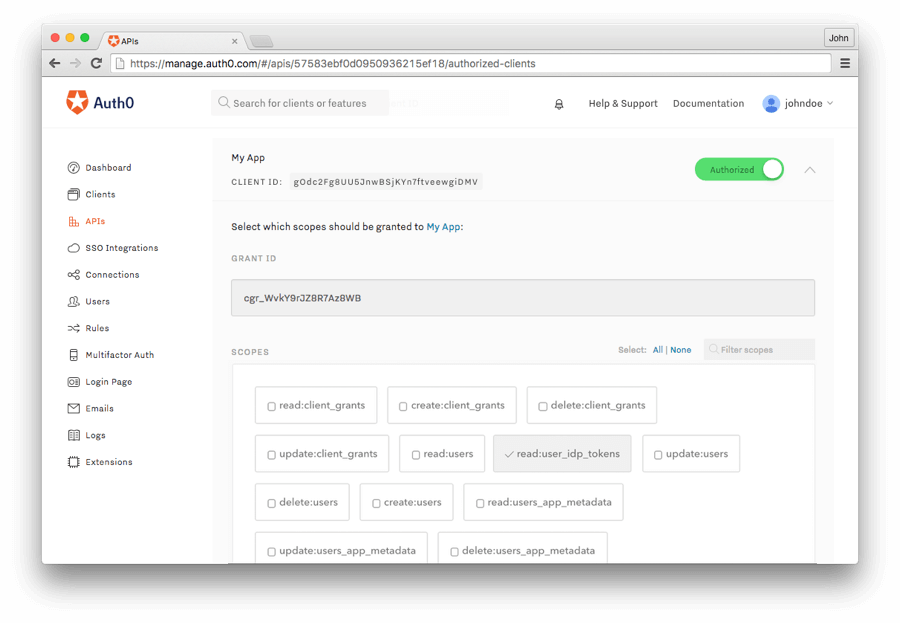 APIs
John
https://manage.auth0.com/#/apis/57583ebf0d0950936215ef18/authorized-clients
Auth0
Search for clients or features
Help & Support
Documentation
johndoe
Dashboard
Clients
APIs
SSO Integrations
Connections
Users
Rules
Multifactor Auth
Login Page
Emails
Logs
Extensions
My App
Authorized
CLIENT ID: gOdc2Fg8UU5JnwBSjKYn7ftveewgiDMV
Select which scopes should be granted to My App:
GRANT ID
cgr_WvkY9rJZ8R7Az8WB
SCOPES
Select: All | None
Filter scopes
read:client_grants create:client_grants delete:client_grants
update:client_grants read:users read:user_idp_tokens update:users
delete:users create:users read:users_app_metadata
update:users_app_metadata delete:users_app_metadata